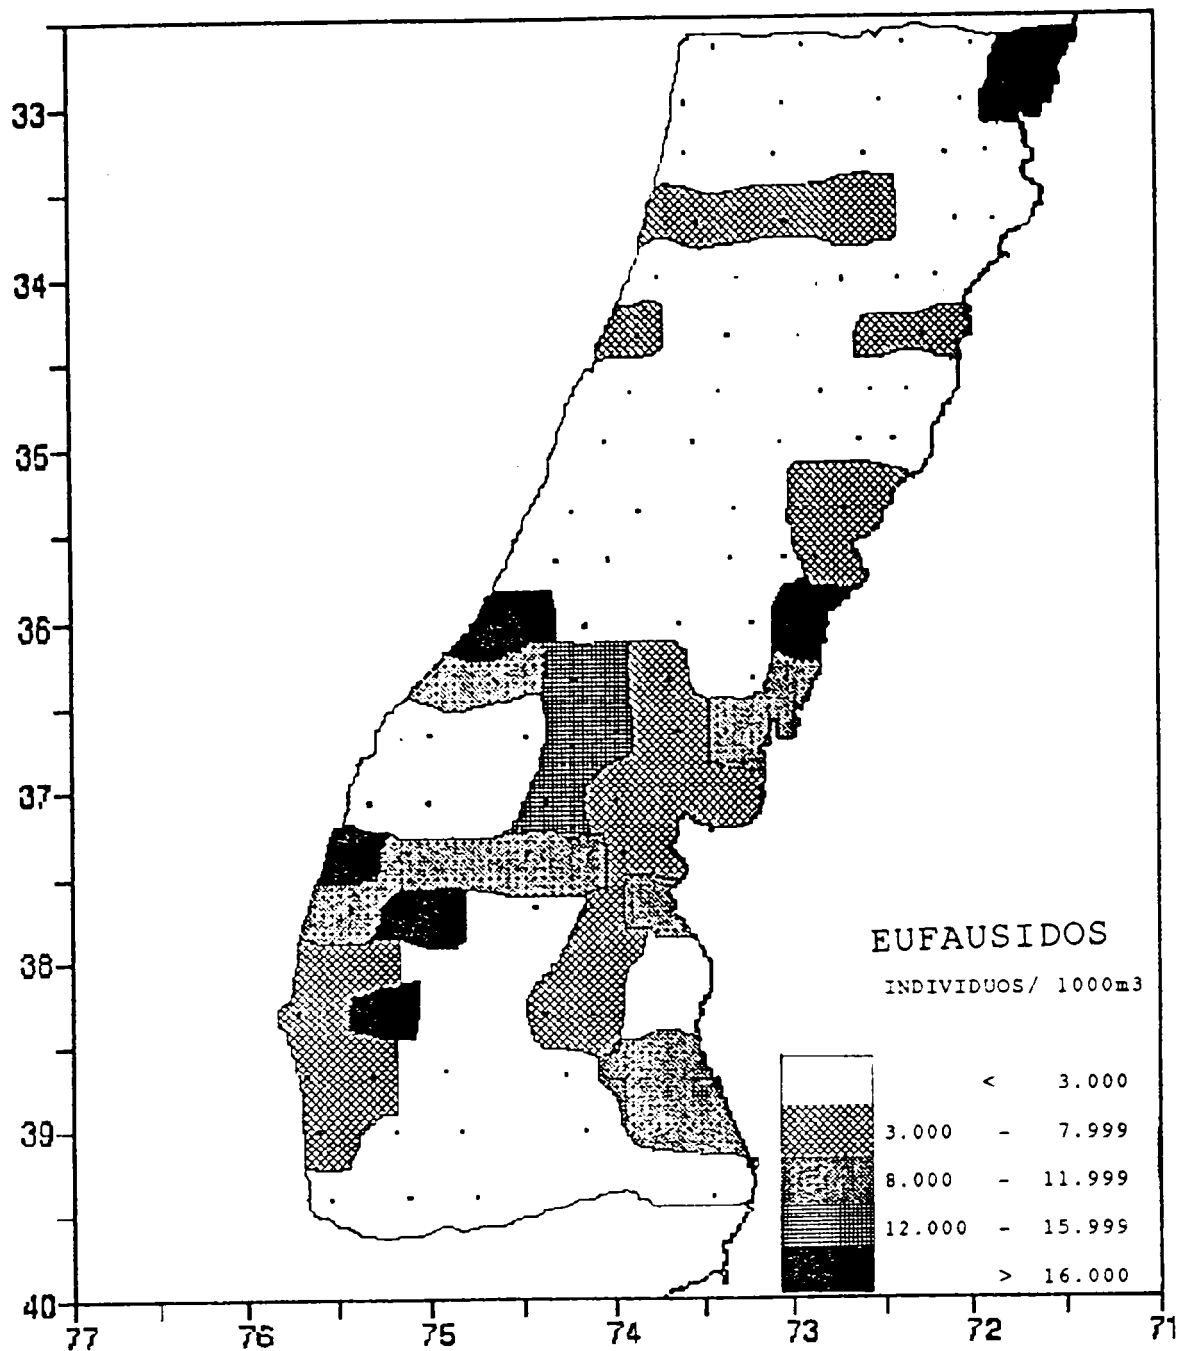 33
34
35
36
37
38
39
40
77 76 75 74 73 72 71
EUFAUSIDOS
INDIVIDUOS/ 1000m3
< 3.000
3.000 - 7.999
8.000 - 11.999
12.000 - 15.999
> 16.000